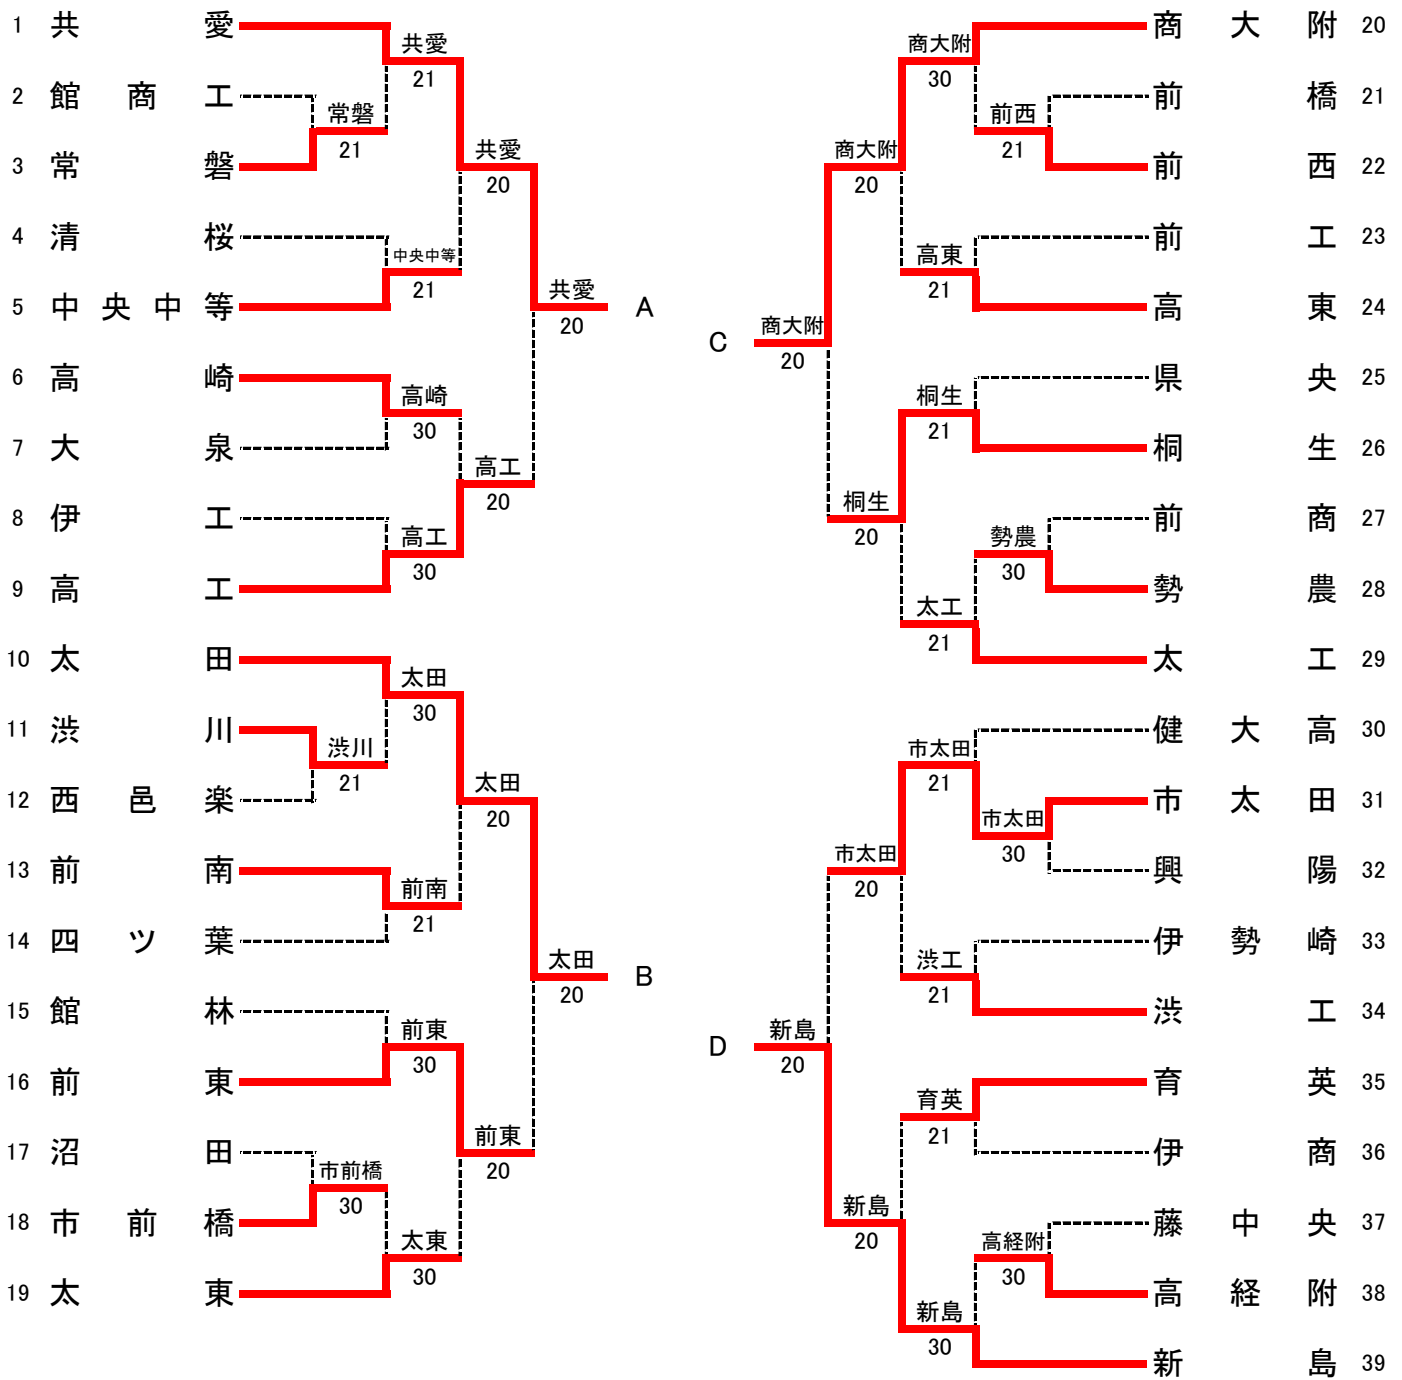 1 共愛
2 館商工
3 常磐
4 清桜
5 中央中等
6 高崎
7 大泉
8 伊工
9 高工
10 太田
11 渋川
12 西邑楽
13 前南
14 四ツ葉
15 館林
16 前東
17 沼田
18 市前橋
19 太東
常磐
21
渋川
21
市前橋
30
共愛
21
中央中等
21
高崎
30
高工
30
太田
30
前南
21
前東
30
太東
30
共愛
20
高工
20
太田
20
前東
20
共愛
20
A
太田
20
B
C
商大附
20
D
新島
20
商大附
20
桐生
20
市太田
20
新島
20
商大附
30
高東
21
桐生
21
太工
21
市太田
21
渋工
21
育英
21
新島
30
前西
21
勢農
30
市太田
30
高経附
30
商大附 20
前橋 21
前西 22
前工 23
高東 24
県央 25
桐生 26
前商 27
勢農 28
太工 29
健大高 30
市太田 31
興陽 32
伊勢崎 33
渋工 34
育英 35
伊商 36
藤中央 37
高経附 38
新島 39